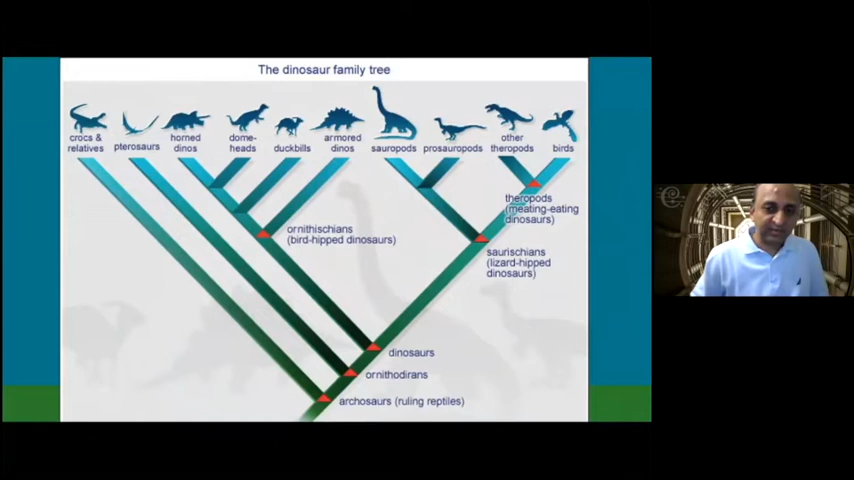 The dinosaur family tree
crocs &
relatives
pterosaurs
horned
dinos
dome-
heads
duckbills
armored
dinos
sauropods
prosauropods
other
theropods
birds
theropods
(meating-eating
dinosaurs)
ornithischians
(bird-hipped dinosaurs)
saurischians
(lizard-hipped
dinosaurs)
dinosaurs
ornithodirans
archosaurs (ruling reptiles)